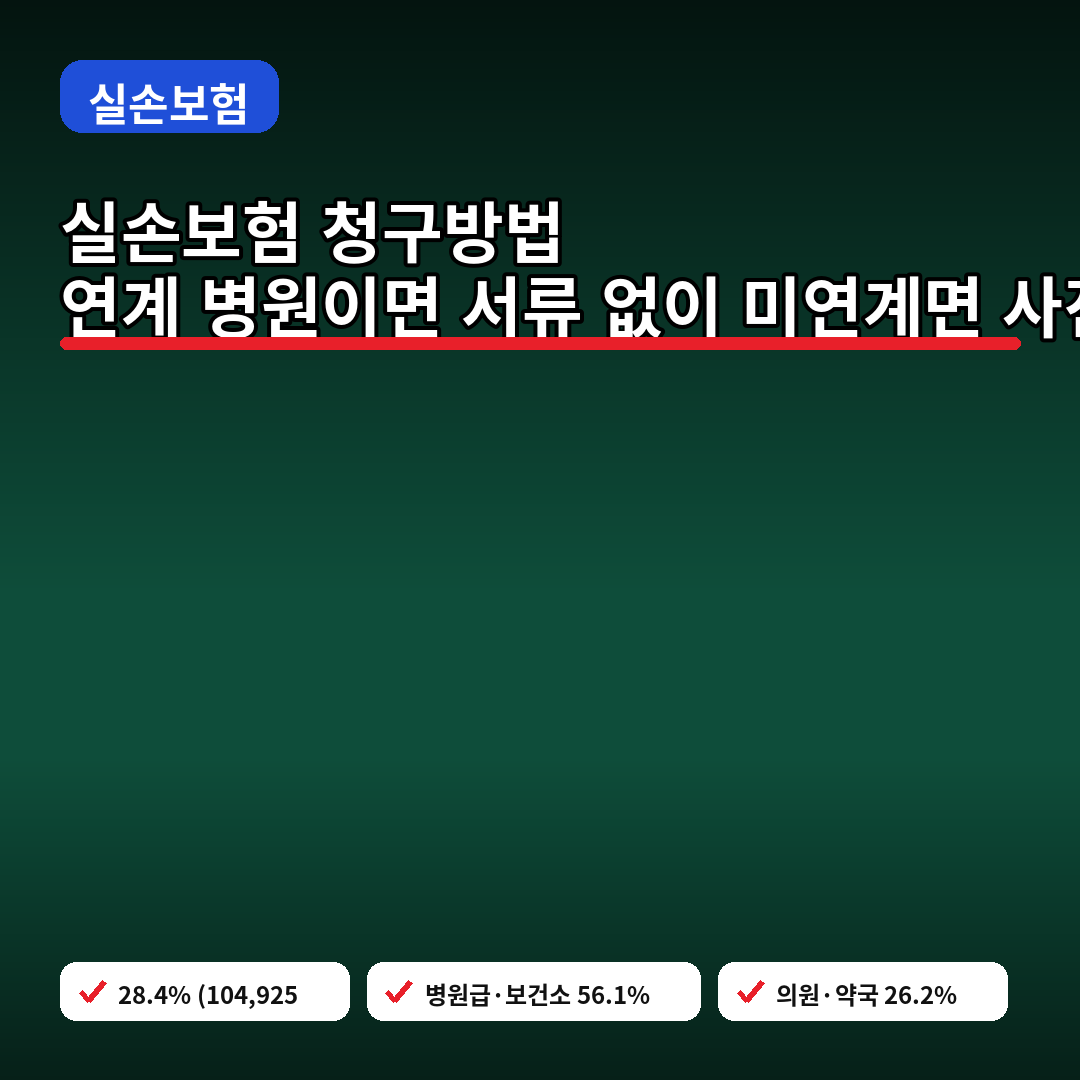 실손보험
실손보험 청구방법
연계 병원이면 서류 없이 미연계면
28.4% (104,925
병원급·보건소 56.1%
의원·약국 26.2%